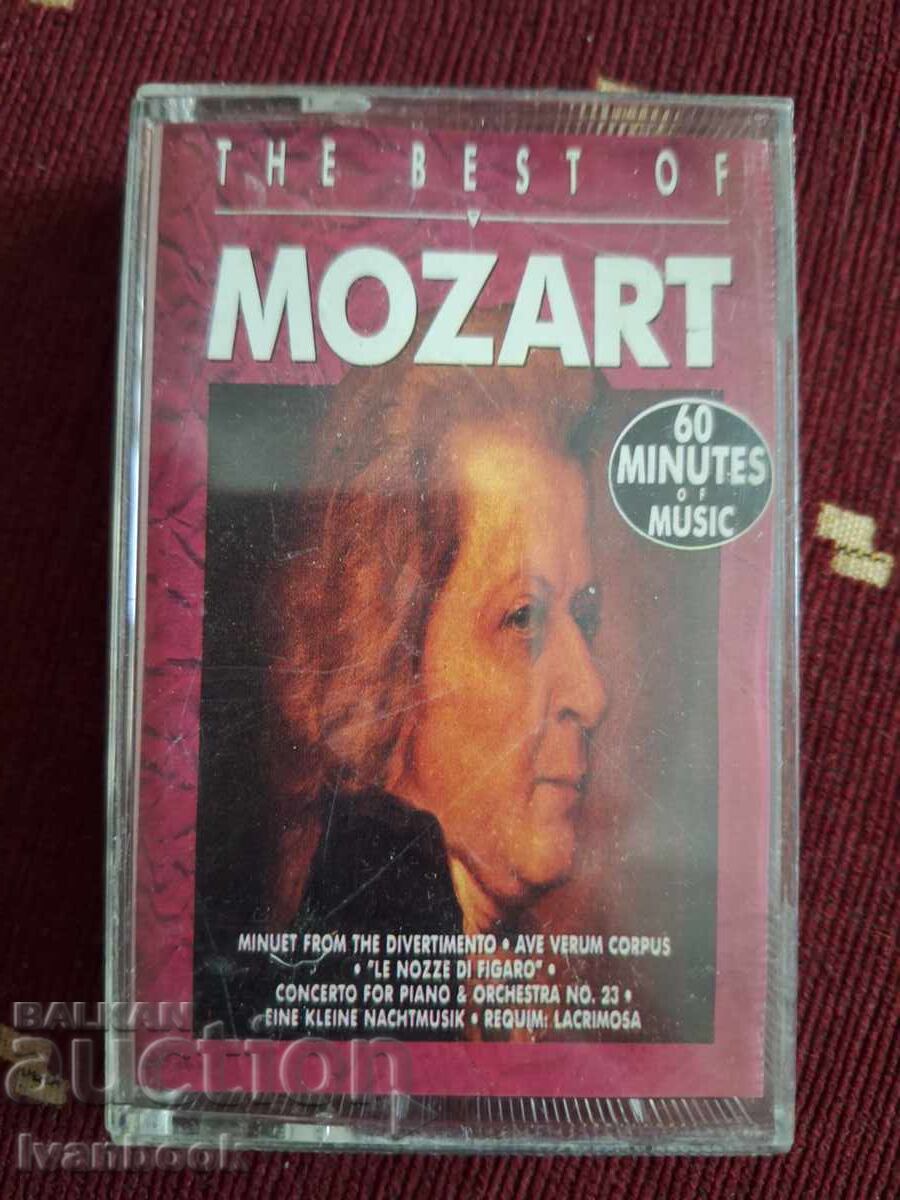 THE BEST OF
MOZART
60
MINUTES
OF
MUSIC
MINUET FROM THE DIVERTIMENTO • AVE VERUM CORPUS
• "LE NOZZE DI FIGARO" •
CONCERTO FOR PIANO & ORCHESTRA NO. 23 •
EINE KLEINE NACHTMUSIK • REQUIM: LACRIMOSA
BALKAN
auction
Ivanbook